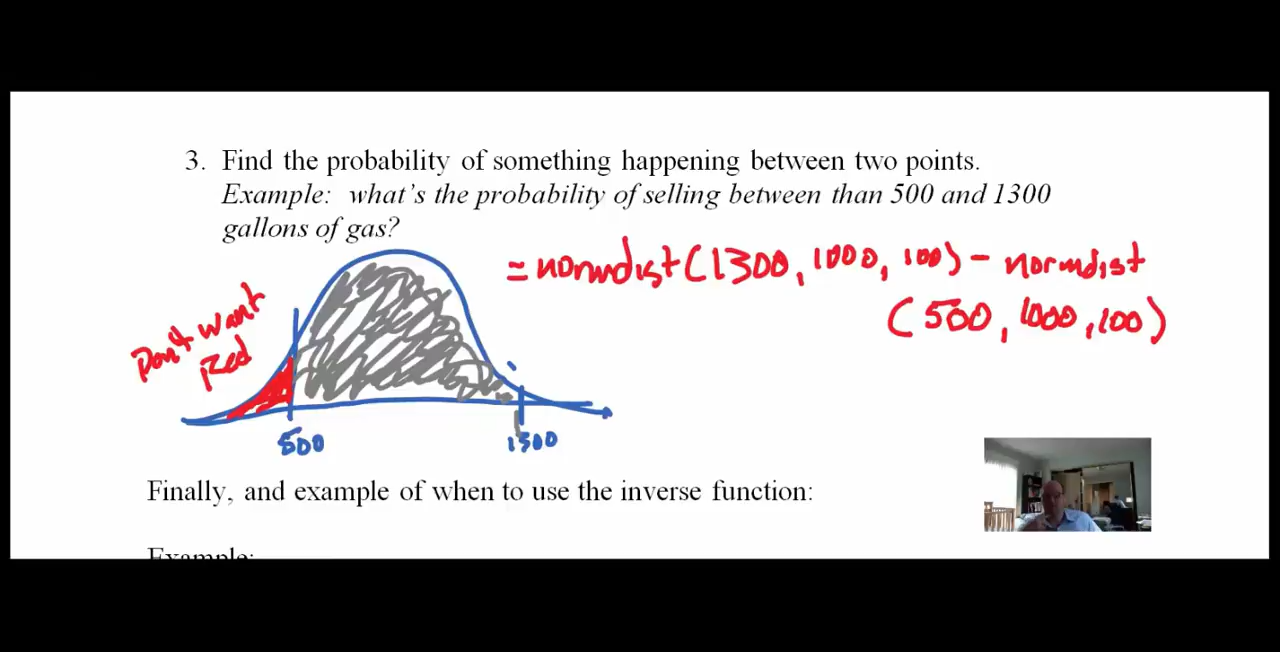 3. Find the probability of something happening between two points.
Example: what's the probability of selling between than 500 and 1300
gallons of gas?
= normdist(1300, 1000, 100) - normdist
(500, 1000, 100)
Don't want
Red
500
1300
Finally, and example of when to use the inverse function:
Example: